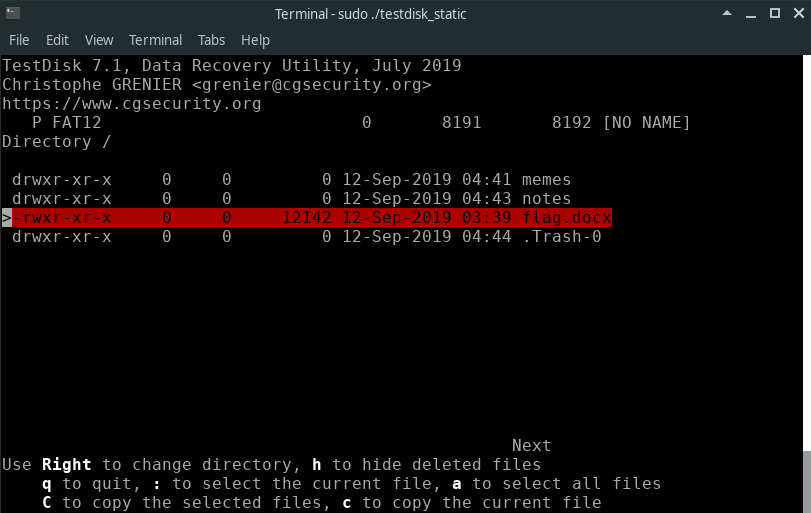 Terminal - sudo ./testdisk_static
File Edit View Terminal Tabs Help
TestDisk 7.1, Data Recovery Utility, July 2019
Christophe GRENIER <grenier@cgsecurity.org>
https://www.cgsecurity.org
P FAT12 0 8191 8192 [NO NAME]
Directory /
drwxr-xr-x 0 0 0 12-Sep-2019 04:41 memes
drwxr-xr-x 0 0 0 12-Sep-2019 04:43 notes
>-rwxr-xr-x 0 0 12142 12-Sep-2019 03:39 flag.docx
drwxr-xr-x 0 0 0 12-Sep-2019 04:44 .Trash-0
Next
Use Right to change directory, h to hide deleted files
q to quit, : to select the current file, a to select all files
C to copy the selected files, c to copy the current file